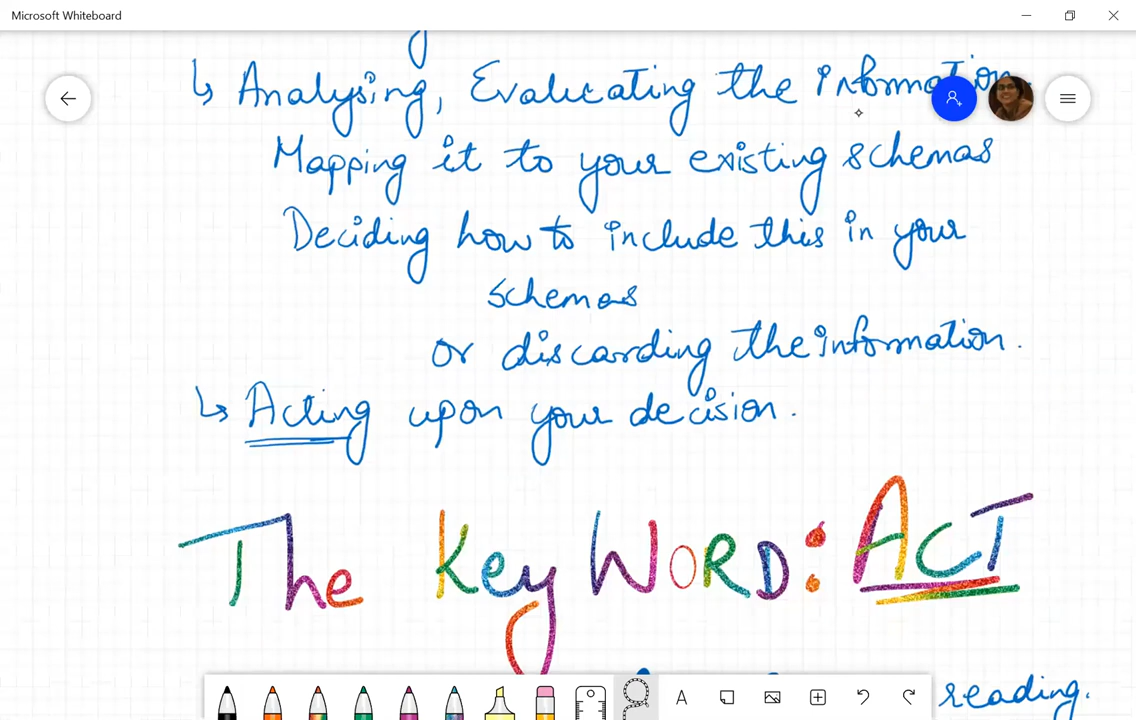 Microsoft Whiteboard
↳ Analysing, Evaluating the information
Mapping it to your existing schemas
Deciding how to include this in your
schemas
or discarding the information.
↳ Acting upon your decision.
The Key WORD: ACT
reading.